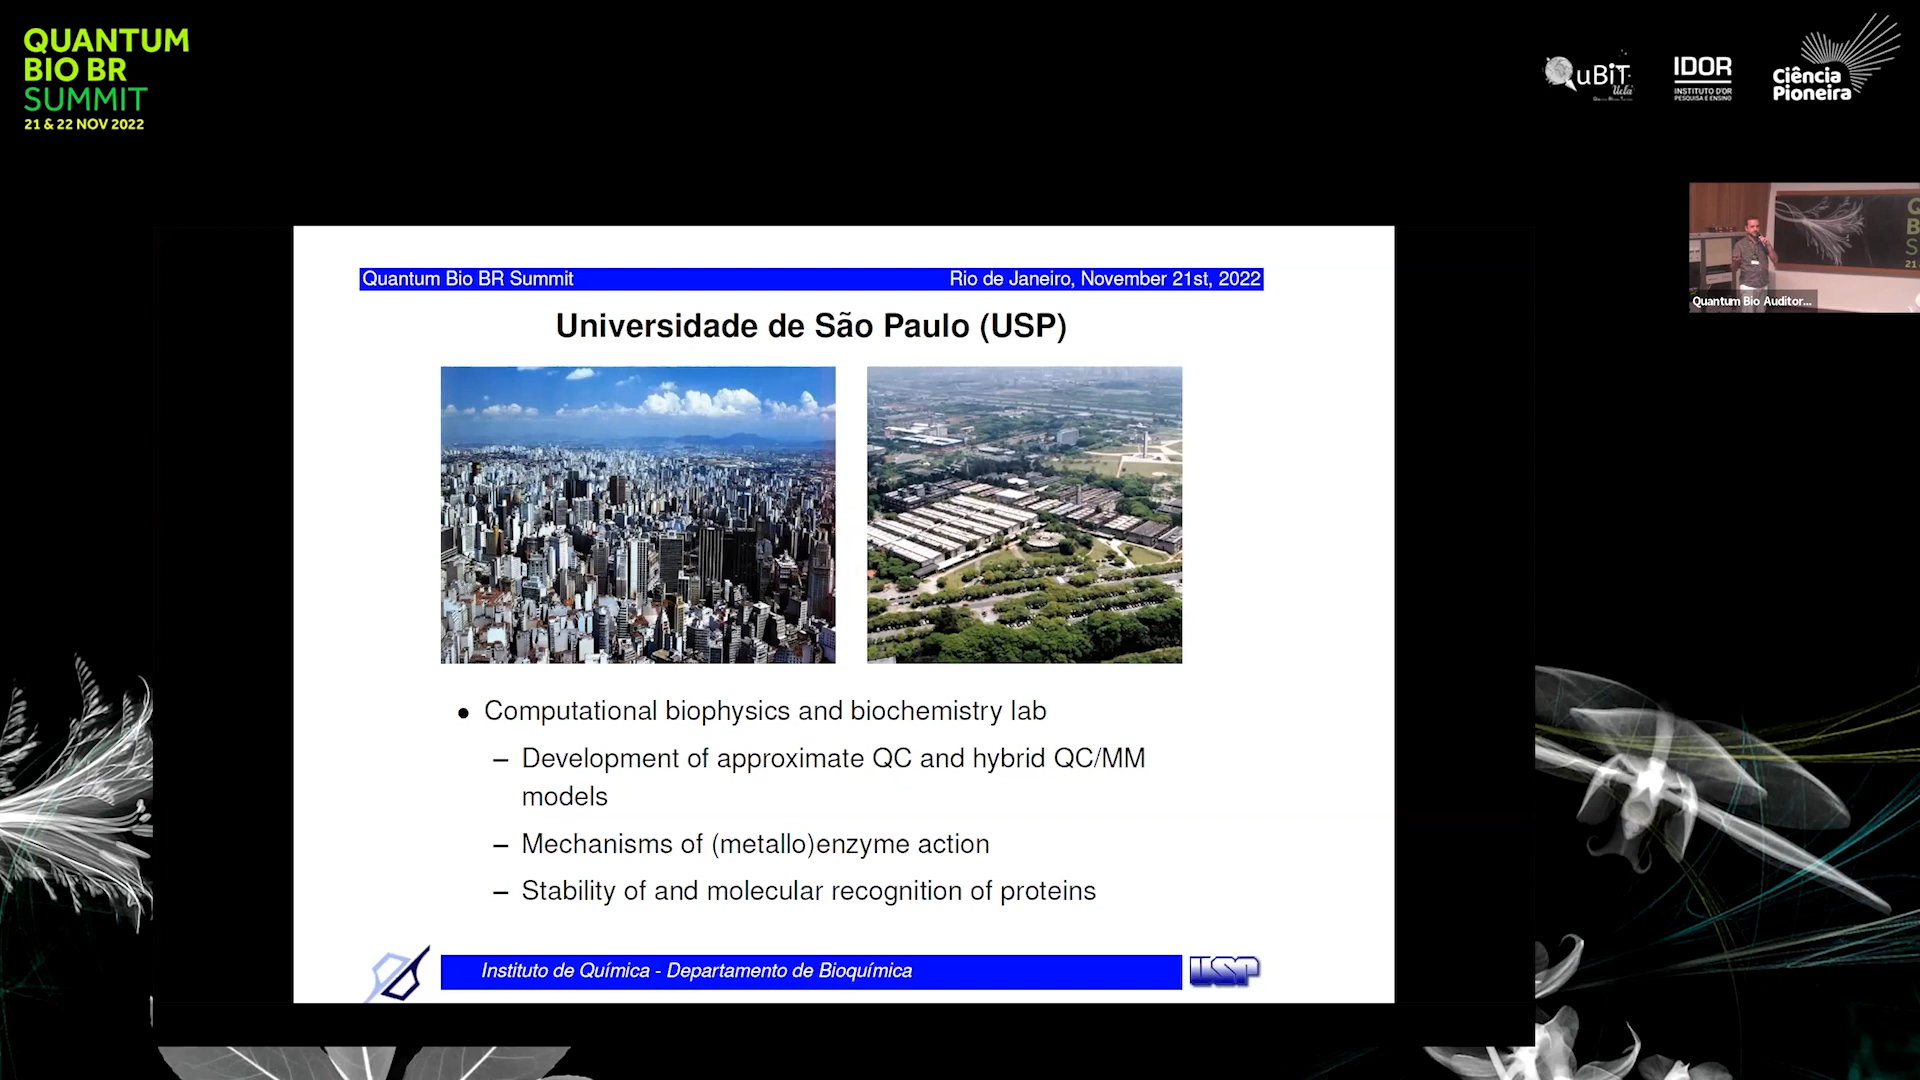 QUANTUM
BIO BR
SUMMIT
21 & 22 NOV 2022
QuBiT
Ucla
IDOR
INSTITUTO D'OR
PESQUISA E ENSINO
Ciência
Pioneira
Quantum Bio Auditor...
Quantum Bio BR Summit Rio de Janeiro, November 21st, 2022
Universidade de São Paulo (USP)
• Computational biophysics and biochemistry lab
– Development of approximate QC and hybrid QC/MM
models
– Mechanisms of (metallo)enzyme action
– Stability of and molecular recognition of proteins
Instituto de Química - Departamento de Bioquímica
USP